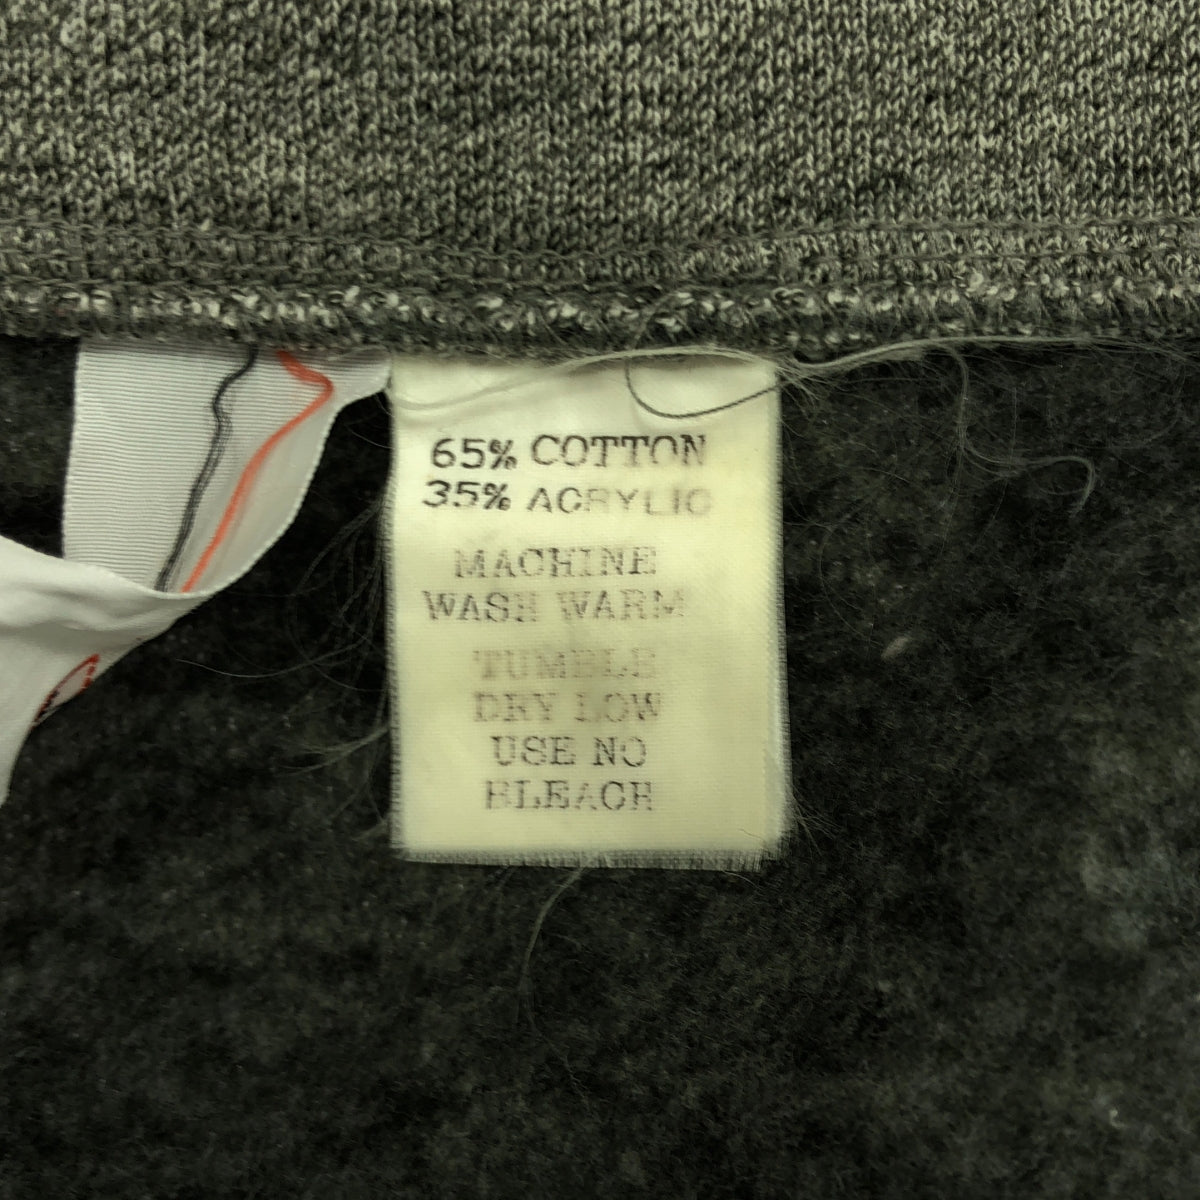 65% COTTON
35% ACRYLIC
MACHINE
WASH WARM
TUMBLE
DRY LOW
USE NO
BLEACH